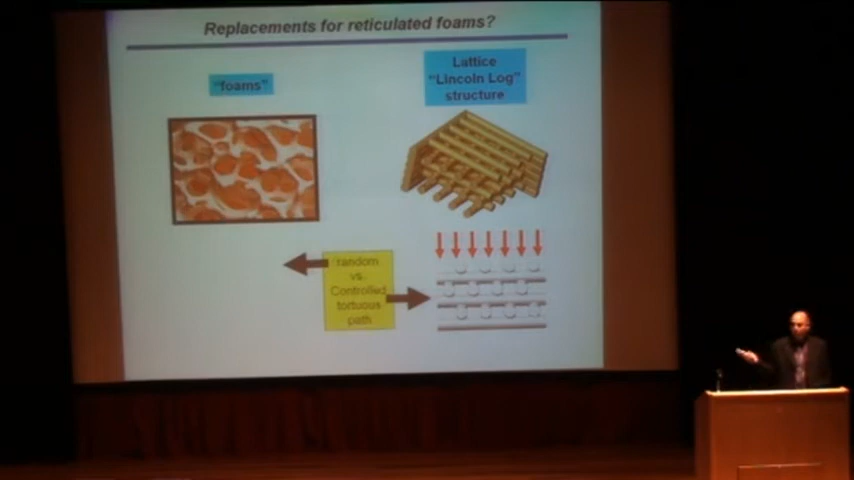 Replacements for reticulated foams?
"foams"
Lattice
"Lincoln Log"
structure
random
vs.
Controlled
tortuous
path